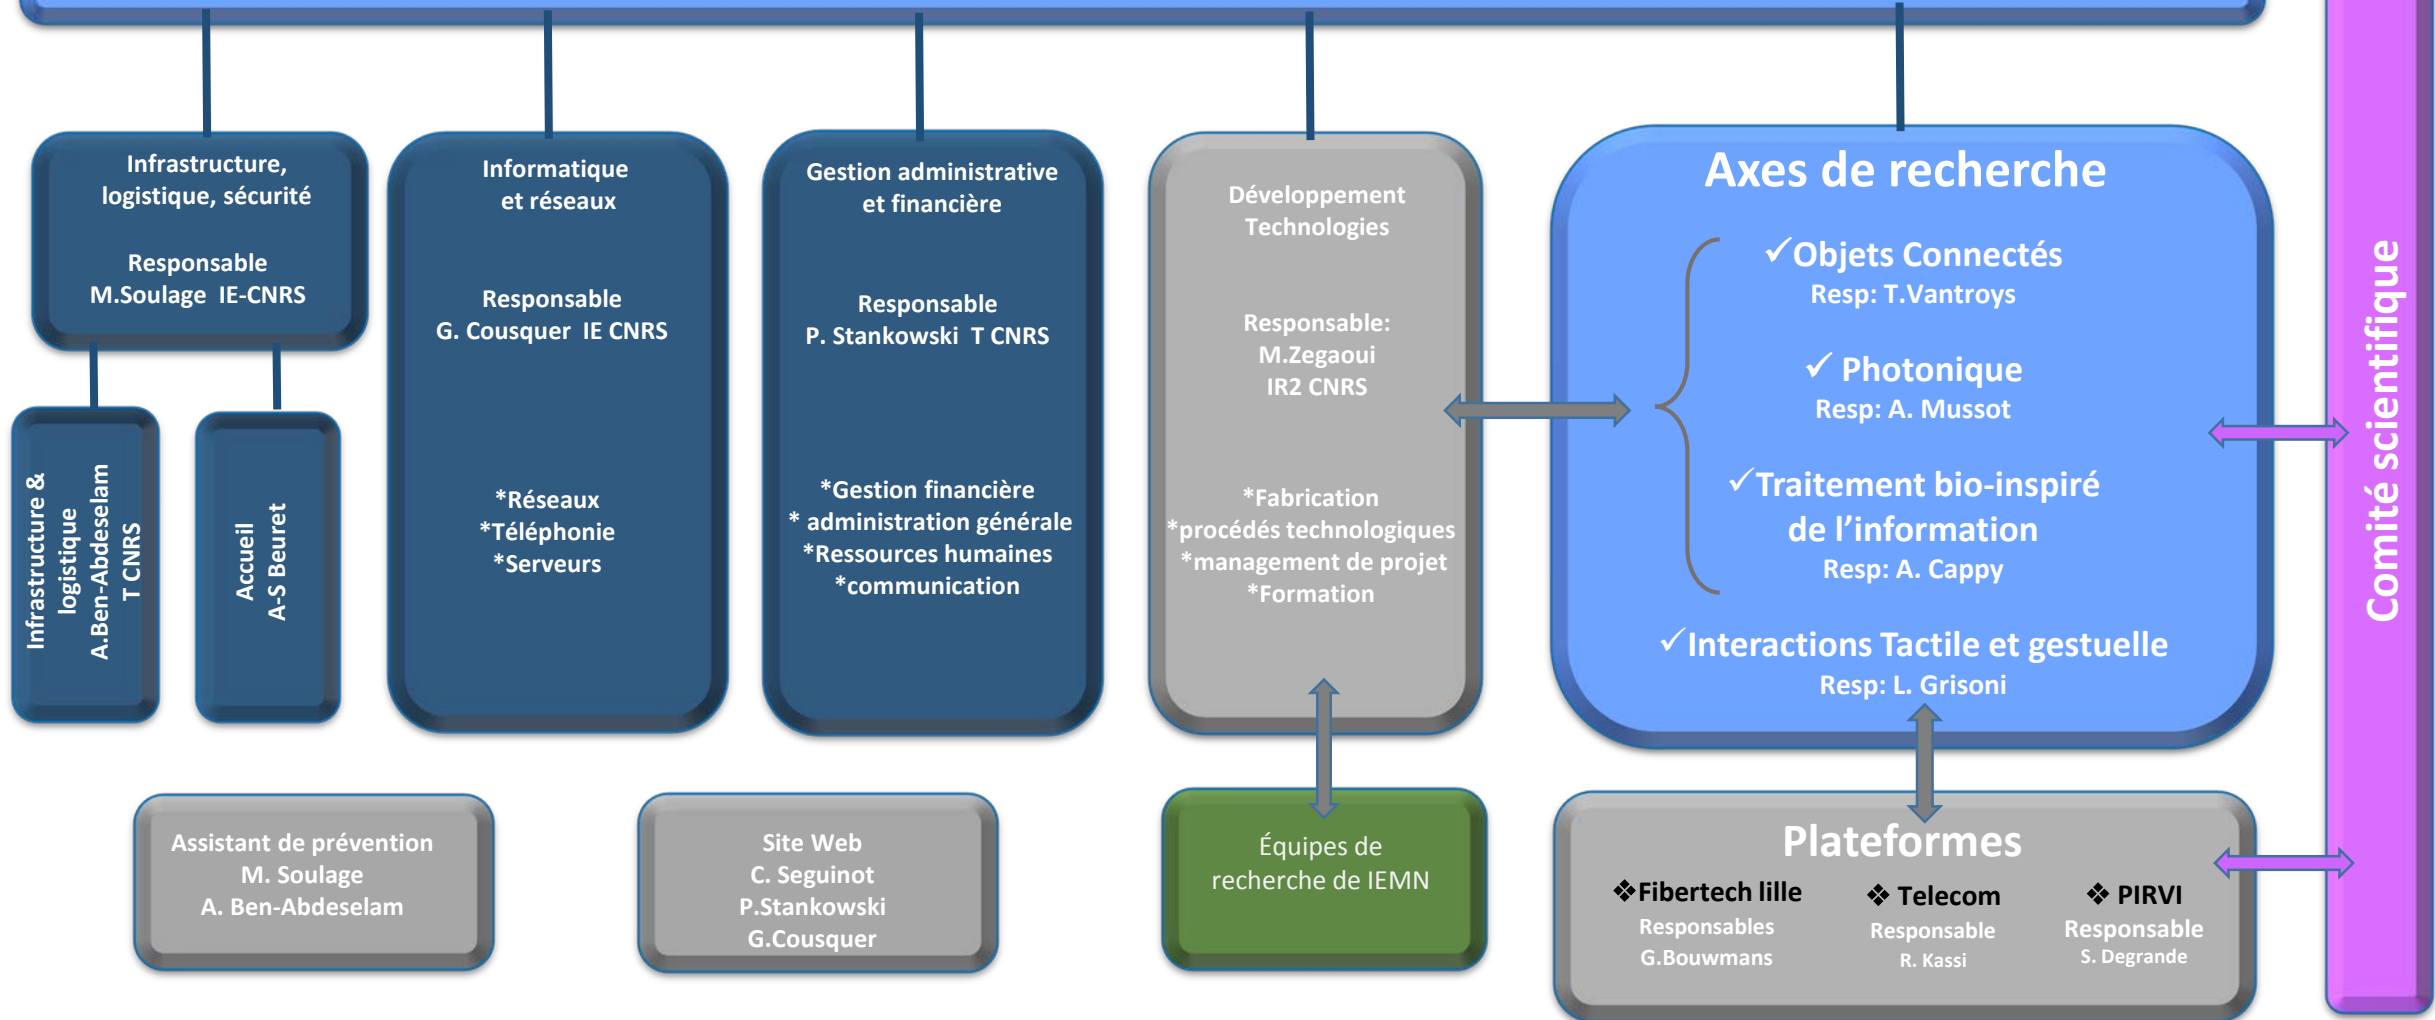 Infrastructure,
logistique, sécurité
Responsable
M.Soulage IE-CNRS
Infrastructure &
logistique
A.Ben-Abdeselam
T CNRS
Accueil
A-S Beuret
Informatique
et réseaux
Responsable
G. Cousquer IE CNRS
*Réseaux
*Téléphonie
*Serveurs
Gestion administrative
et financière
Responsable
P. Stankowski T CNRS
*Gestion financière
* administration générale
*Ressources humaines
*communication
Développement
Technologies
Responsable:
M.Zegaoui
IR2 CNRS
*Fabrication
*procédés technologiques
*management de projet
*Formation
Axes de recherche
✓Objets Connectés
Resp: T.Vantroys
✓ Photonique
Resp: A. Mussot
✓Traitement bio-inspiré
de l’information
Resp: A. Cappy
✓Interactions Tactile et gestuelle
Resp: L. Grisoni
Comité scientifique
Assistant de prévention
M. Soulage
A. Ben-Abdeselam
Site Web
C. Seguinot
P.Stankowski
G.Cousquer
Équipes de
recherche de IEMN
Plateformes
❖Fibertech lille
Responsables
G.Bouwmans
❖ Telecom
Responsable
R. Kassi
❖ PIRVI
Responsable
S. Degrande